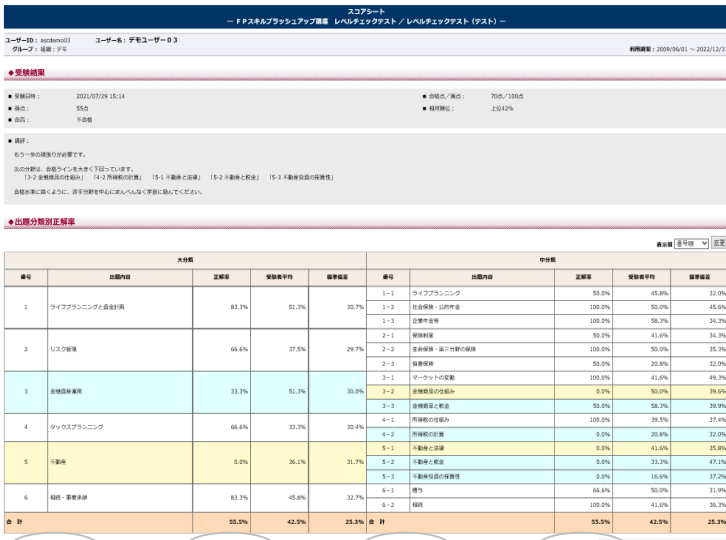 スコアシート
― FPスキルブラッシュアップ講座 レベルチェックテスト / レベルチェックテスト (テスト) ―
ユーザーID : ascdemo03 ユーザー名 : デモユーザー03
グループ : 組織 : デモ
利用期間 : 2009/06/01 ~ 2022/12/31
◆受験結果
■ 受験日時 : 2021/07/29 15:14 ■ 合格点/満点 : 70点/100点
■ 得点 : 55点 ■ 相対順位 : 上位42%
■ 合否 : 不合格
■ 講評 :
もう一歩の頑張りが必要です。
次の分野は、合格ラインを大きく下回っています。
「3-2 金融商品の仕組み」 「4-2 所得税の計算」 「5-1 不動産と法律」 「5-2 不動産と税金」 「5-3 不動産投資の採算性」
合格水準に届くように、苦手分野を中心にまんべんなく学習に励んでください。
◆出題分類別正解率
表示順 番号順 変更
大分類 中分類
番号 出題内容 正解率 受験者平均 標準偏差 番号 出題内容 正解率 受験者平均 標準偏差
1 ライフプランニングと資金計画 83.3% 51.3% 30.7%
1-1 ライフプランニング 50.0% 45.8% 32.0%
1-2 社会保険・公的年金 100.0% 50.0% 45.6%
1-3 企業年金等 100.0% 58.3% 34.3%
2 リスク管理 66.6% 37.5% 29.7%
2-1 保険制度 50.0% 41.6% 34.3%
2-2 生命保険・第三分野の保険 100.0% 50.0% 35.3%
2-3 損害保険 50.0% 20.8% 32.0%
3 金融資産運用 33.3% 51.3% 30.0%
3-1 マーケットの変動 100.0% 41.6% 49.3%
3-2 金融商品の仕組み 0.0% 50.0% 39.6%
3-3 金融商品と税金 50.0% 58.3% 39.9%
4 タックスプランニング 66.6% 33.3% 30.4%
4-1 所得税の仕組み 100.0% 39.5% 37.4%
4-2 所得税の計算 0.0% 20.8% 32.0%
5 不動産 0.0% 36.1% 31.7%
5-1 不動産と法律 0.0% 41.6% 35.8%
5-2 不動産と税金 0.0% 33.3% 47.1%
5-3 不動産投資の採算性 0.0% 16.6% 37.2%
6 相続・事業承継 83.3% 45.8% 32.7%
6-1 贈与 66.6% 50.0% 31.9%
6-2 相続 100.0% 41.6% 36.3%
合 計 55.5% 42.5% 25.3% 合 計 55.5% 42.5% 25.3%